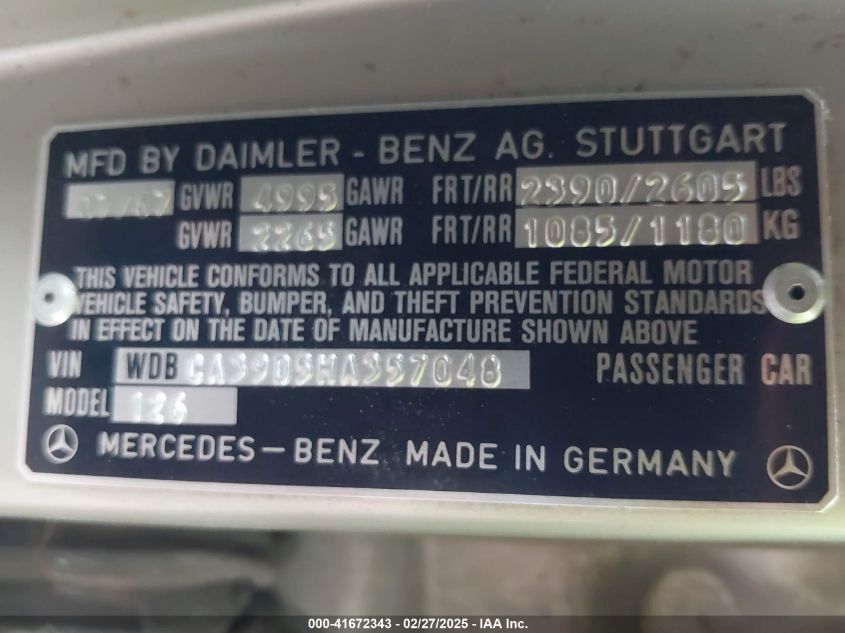 MFD BY DAIMLER - BENZ AG. STUTTGART
GVWR 4995 GAWR FRT/RR 2390/2605 LBS
GVWR 2265 GAWR FRT/RR 1085/1180 KG
THIS VEHICLE CONFORMS TO ALL APPLICABLE FEDERAL MOTOR
VEHICLE SAFETY, BUMPER, AND THEFT PREVENTION STANDARDS
IN EFFECT ON THE DATE OF MANUFACTURE SHOWN ABOVE
VIN WDB CA39D5HA357048 PASSENGER CAR
MODEL 126
MERCEDES-BENZ MADE IN GERMANY
000-41672343 - 02/27/2025 - IAA Inc.